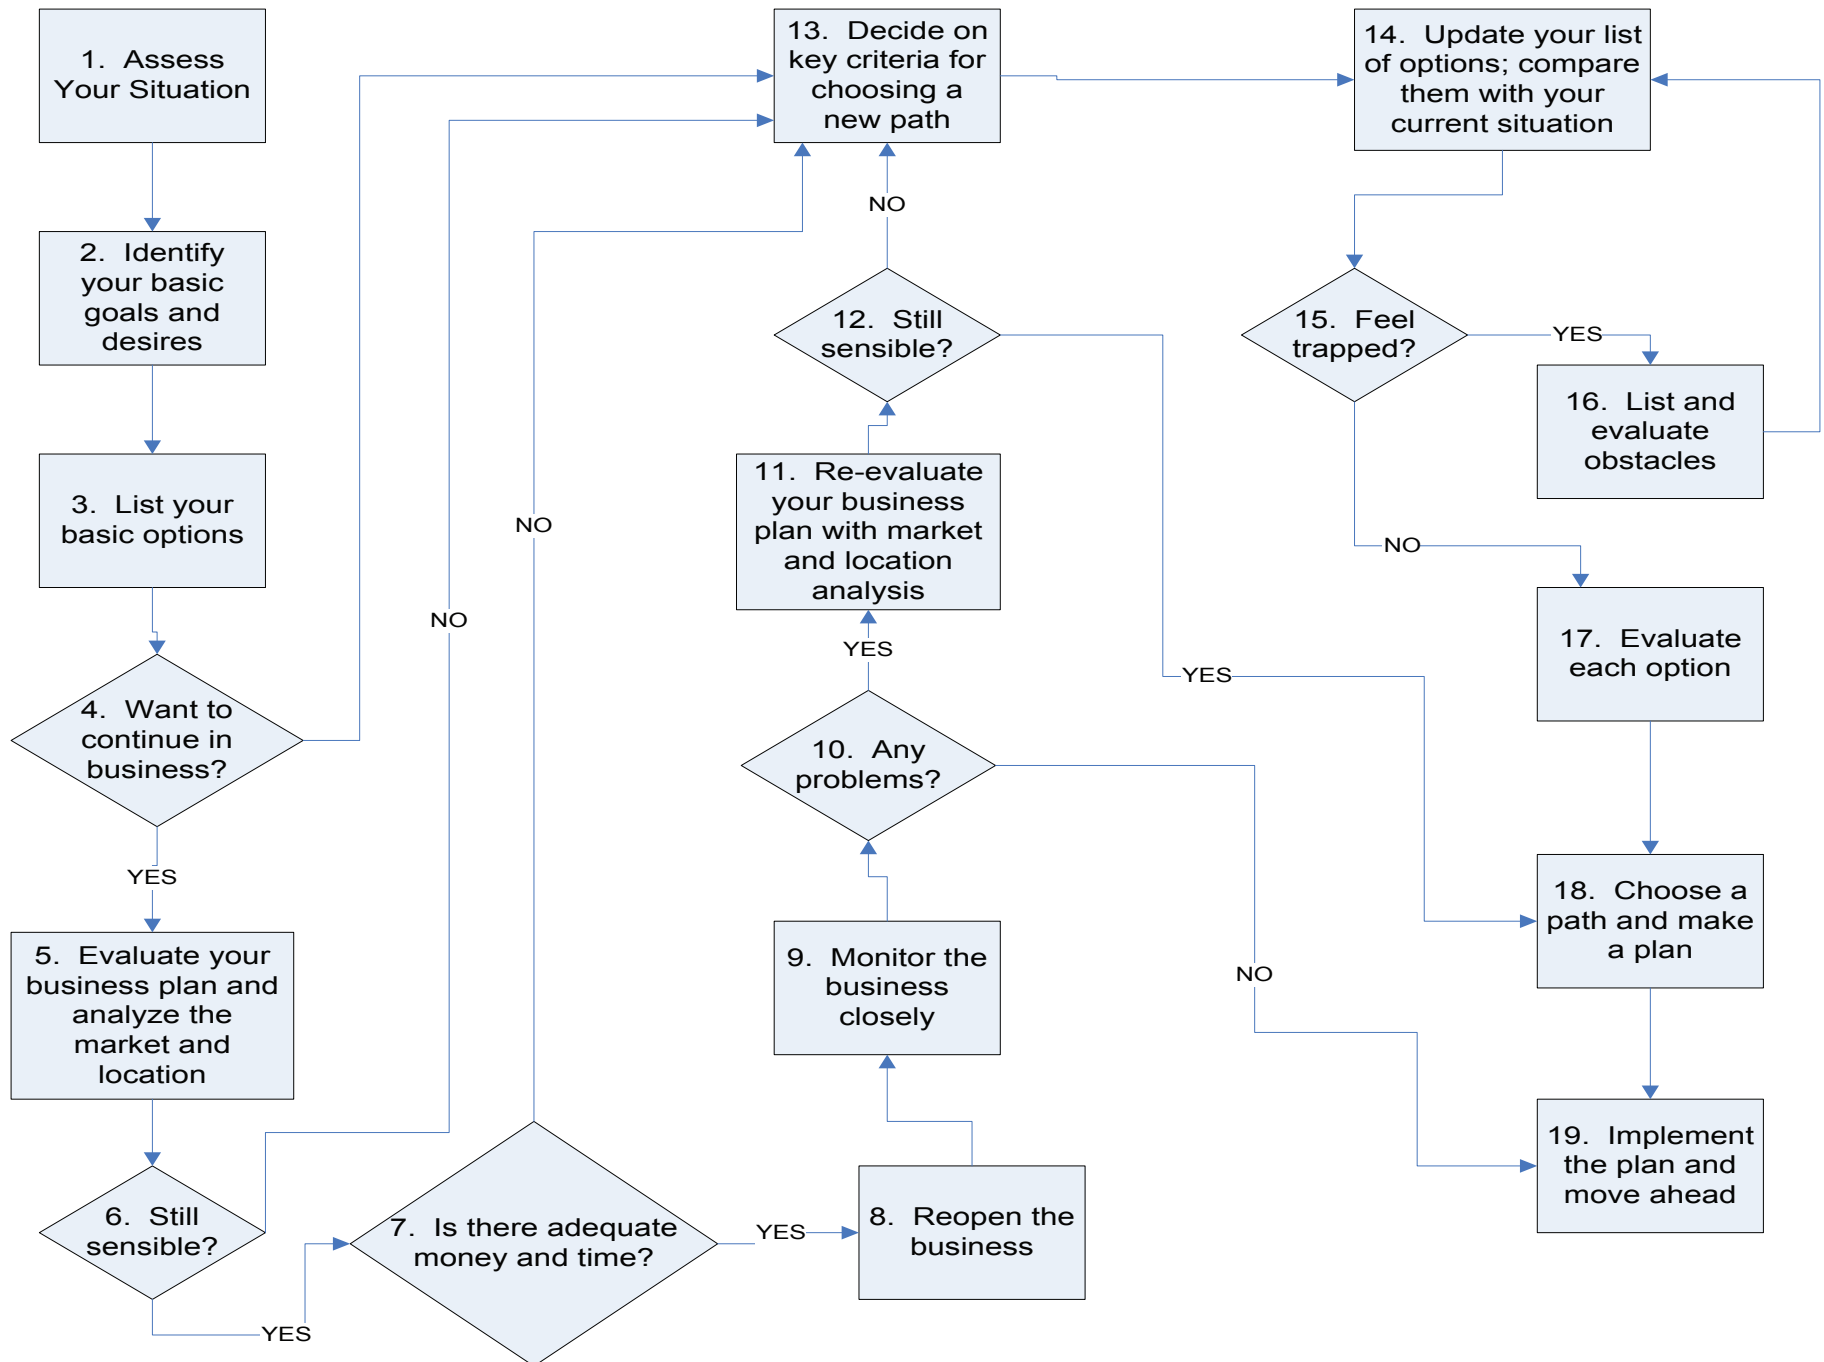 1. Assess
Your Situation
2. Identify
your basic
goals and
desires
3. List your
basic options
4. Want to
continue in
business?
YES
5. Evaluate your
business plan and
analyze the
market and
location
6. Still
sensible?
YES
NO
7. Is there adequate
money and time?
NO
YES
8. Reopen the
business
9. Monitor the
business
closely
10. Any
problems?
YES
NO
11. Re-evaluate
your business
plan with market
and location
analysis
12. Still
sensible?
NO
YES
13. Decide on
key criteria for
choosing a
new path
14. Update your list
of options; compare
them with your
current situation
15. Feel
trapped?
YES
NO
16. List and
evaluate
obstacles
17. Evaluate
each option
18. Choose a
path and make
a plan
19. Implement
the plan and
move ahead